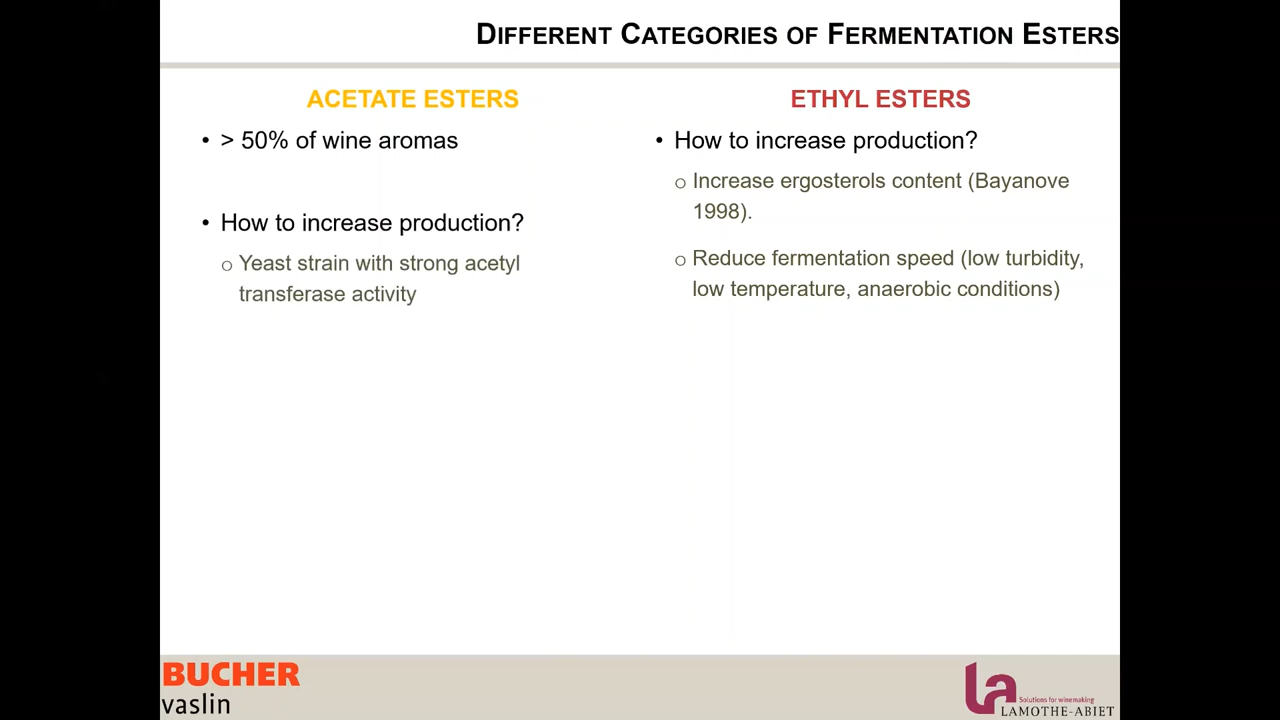 DIFFERENT CATEGORIES OF FERMENTATION ESTERS
ACETATE ESTERS
• > 50% of wine aromas
• How to increase production?
o Yeast strain with strong acetyl
transferase activity
ETHYL ESTERS
• How to increase production?
o Increase ergosterols content (Bayanove
1998).
o Reduce fermentation speed (low turbidity,
low temperature, anaerobic conditions)
BUCHER
vaslin
La
Solutions for winemaking
LAMOTHE-ABIET